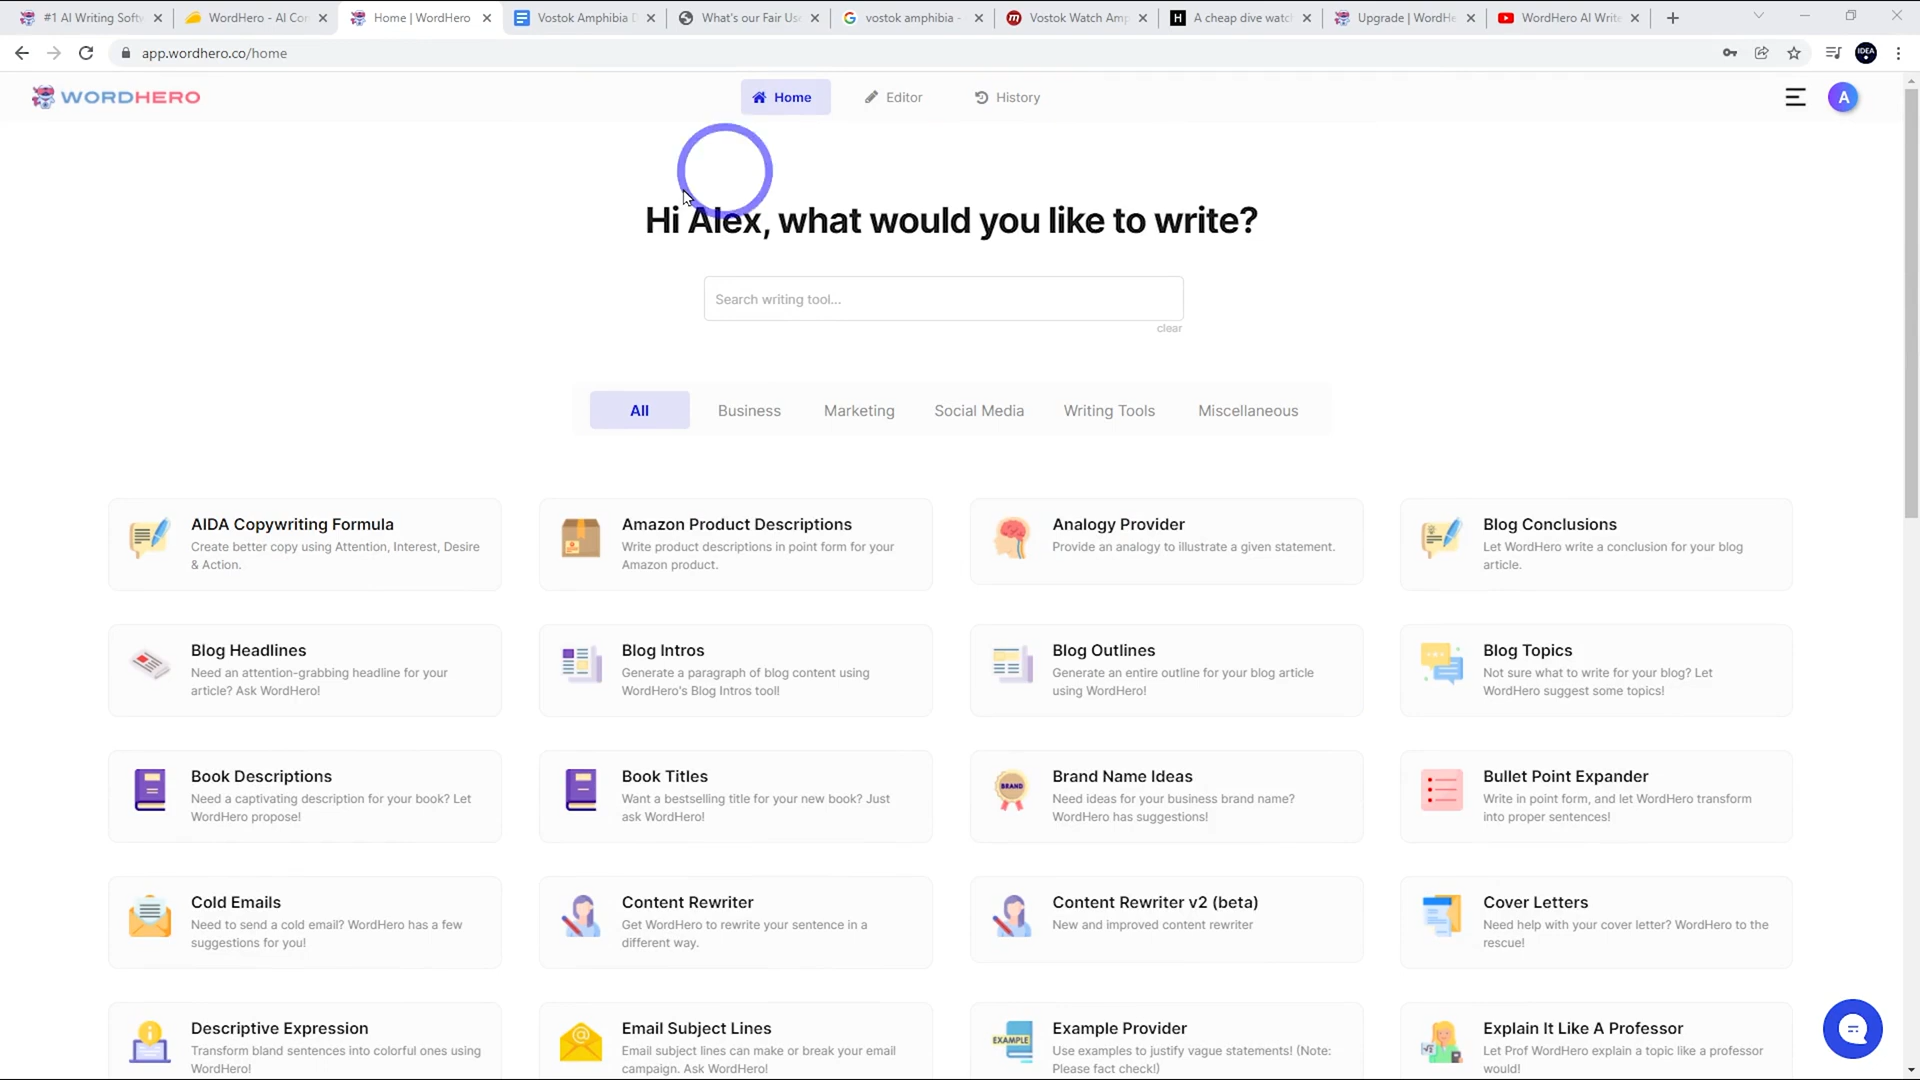 #1 AI Writing Softw
WordHero - AI Con
Home | WordHero
Vostok Amphibia D
What's our Fair Use
vostok amphibia -
Vostok Watch Amp
A cheap dive watch
Upgrade | WordHe
WordHero AI Write
app.wordhero.co/home
IDEA
WORDHERO
Home
Editor
History
A
Hi Alex, what would you like to write?
Search writing tool...
clear
All
Business
Marketing
Social Media
Writing Tools
Miscellaneous
AIDA Copywriting Formula
Create better copy using Attention, Interest, Desire
& Action.
Amazon Product Descriptions
Write product descriptions in point form for your
Amazon product.
Analogy Provider
Provide an analogy to illustrate a given statement.
Blog Conclusions
Let WordHero write a conclusion for your blog
article.
Blog Headlines
Need an attention-grabbing headline for your
article? Ask WordHero!
Blog Intros
Generate a paragraph of blog content using
WordHero's Blog Intros tool!
Blog Outlines
Generate an entire outline for your blog article
using WordHero!
Blog Topics
Not sure what to write for your blog? Let
WordHero suggest some topics!
Book Descriptions
Need a captivating description for your book? Let
WordHero propose!
Book Titles
Want a bestselling title for your new book? Just
ask WordHero!
BRAND
Brand Name Ideas
Need ideas for your business brand name?
WordHero has suggestions!
Bullet Point Expander
Write in point form, and let WordHero transform
into proper sentences!
Cold Emails
Need to send a cold email? WordHero has a few
suggestions for you!
Content Rewriter
Get WordHero to rewrite your sentence in a
different way.
Content Rewriter v2 (beta)
New and improved content rewriter
Cover Letters
Need help with your cover letter? WordHero to the
rescue!
Descriptive Expression
Transform bland sentences into colorful ones using
WordHero!
Email Subject Lines
Email subject lines can make or break your email
campaign. Ask WordHero!
EXAMPLE
Example Provider
Use examples to justify vague statements! (Note:
Please fact check!)
Explain It Like A Professor
Let Prof WordHero explain a topic like a professor
would!